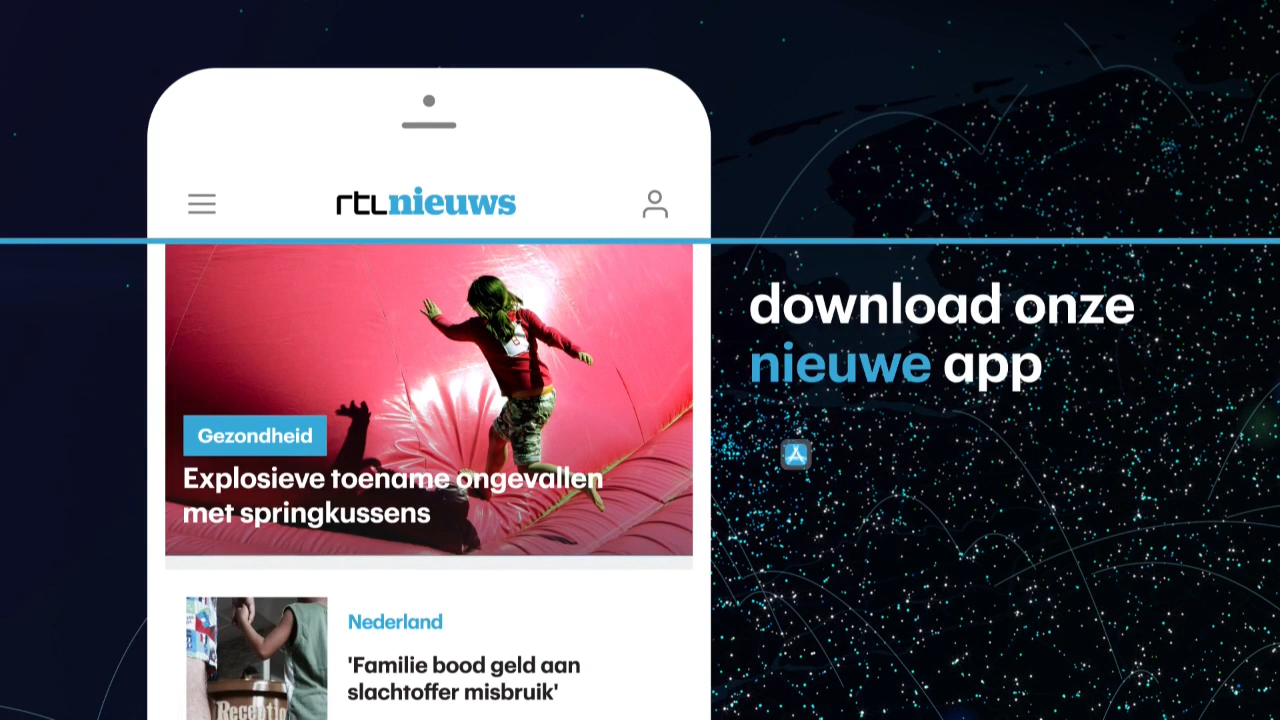 rtlnieuws
download onze
nieuwe app
Gezondheid
Explosieve toename ongevallen
met springkussens
Nederland
'Familie bood geld aan
slachtoffer misbruik'